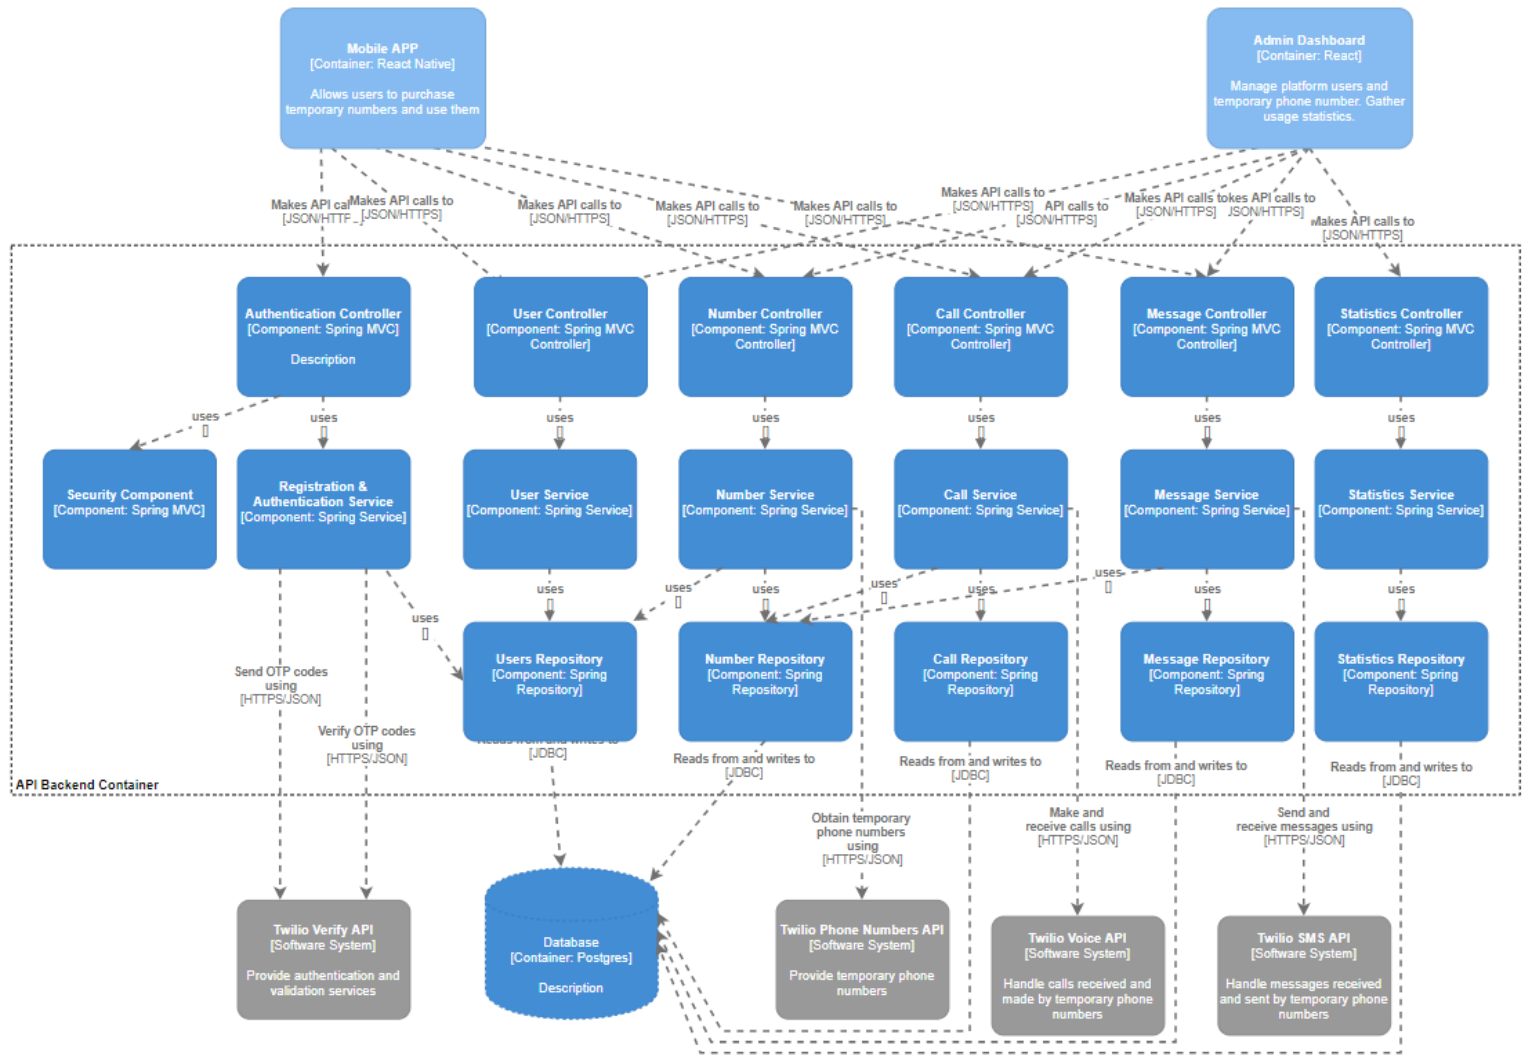 Mobile APP
[Container: React Native]
Allows users to purchase
temporary numbers and use them
Admin Dashboard
[Container: React]
Manage platform users and
temporary phone number. Gather
usage statistics.
Makes API cal
[JSON/HTTF
Makes API calls to
[JSON/HTTPS]
Makes API calls to
[JSON/HTTPS]
Makes API calls to
[JSON/HTTPS]
Makes API calls to
[JSON/HTTPS]
Makes API calls to
[JSON/HTTPS]
API calls to
[JSON/HTTPS]
Makes API calls to
[JSON/HTTPS]
kes API calls to
[JSON/HTTPS]
Makes API calls to
[JSON/HTTPS]
Authentication Controller
[Component: Spring MVC]
Description
User Controller
[Component: Spring MVC
Controller]
Number Controller
[Component: Spring MVC
Controller]
Call Controller
[Component: Spring MVC
Controller]
Message Controller
[Component: Spring MVC
Controller]
Statistics Controller
[Component: Spring MVC
Controller]
uses
[]
uses
[]
uses
[]
uses
[]
uses
[]
uses
[]
uses
[]
Security Component
[Component: Spring MVC]
Registration &
Authentication Service
[Component: Spring Service]
User Service
[Component: Spring Service]
Number Service
[Component: Spring Service]
Call Service
[Component: Spring Service]
Message Service
[Component: Spring Service]
Statistics Service
[Component: Spring Service]
uses
[]
uses
[]
uses
[]
uses
[]
uses
[]
uses
[]
uses
[]
uses
[]
uses
[]
Users Repository
[Component: Spring
Repository]
Number Repository
[Component: Spring
Repository]
Call Repository
[Component: Spring
Repository]
Message Repository
[Component: Spring
Repository]
Statistics Repository
[Component: Spring
Repository]
Send OTP codes
using
[HTTPS/JSON]
Verify OTP codes
using
[HTTPS/JSON]
Reads from and writes to
[JDBC]
Reads from and writes to
[JDBC]
Reads from and writes to
[JDBC]
Reads from and writes to
[JDBC]
Reads from and writes to
[JDBC]
API Backend Container
Obtain temporary
phone numbers
using
[HTTPS/JSON]
Make and
receive calls using
[HTTPS/JSON]
Send and
receive messages using
[HTTPS/JSON]
Twilio Verify API
[Software System]
Provide authentication and
validation services
Database
[Container: Postgres]
Description
Twilio Phone Numbers API
[Software System]
Provide temporary phone
numbers
Twilio Voice API
[Software System]
Handle calls received and
made by temporary phone
numbers
Twilio SMS API
[Software System]
Handle messages received
and sent by temporary phone
numbers